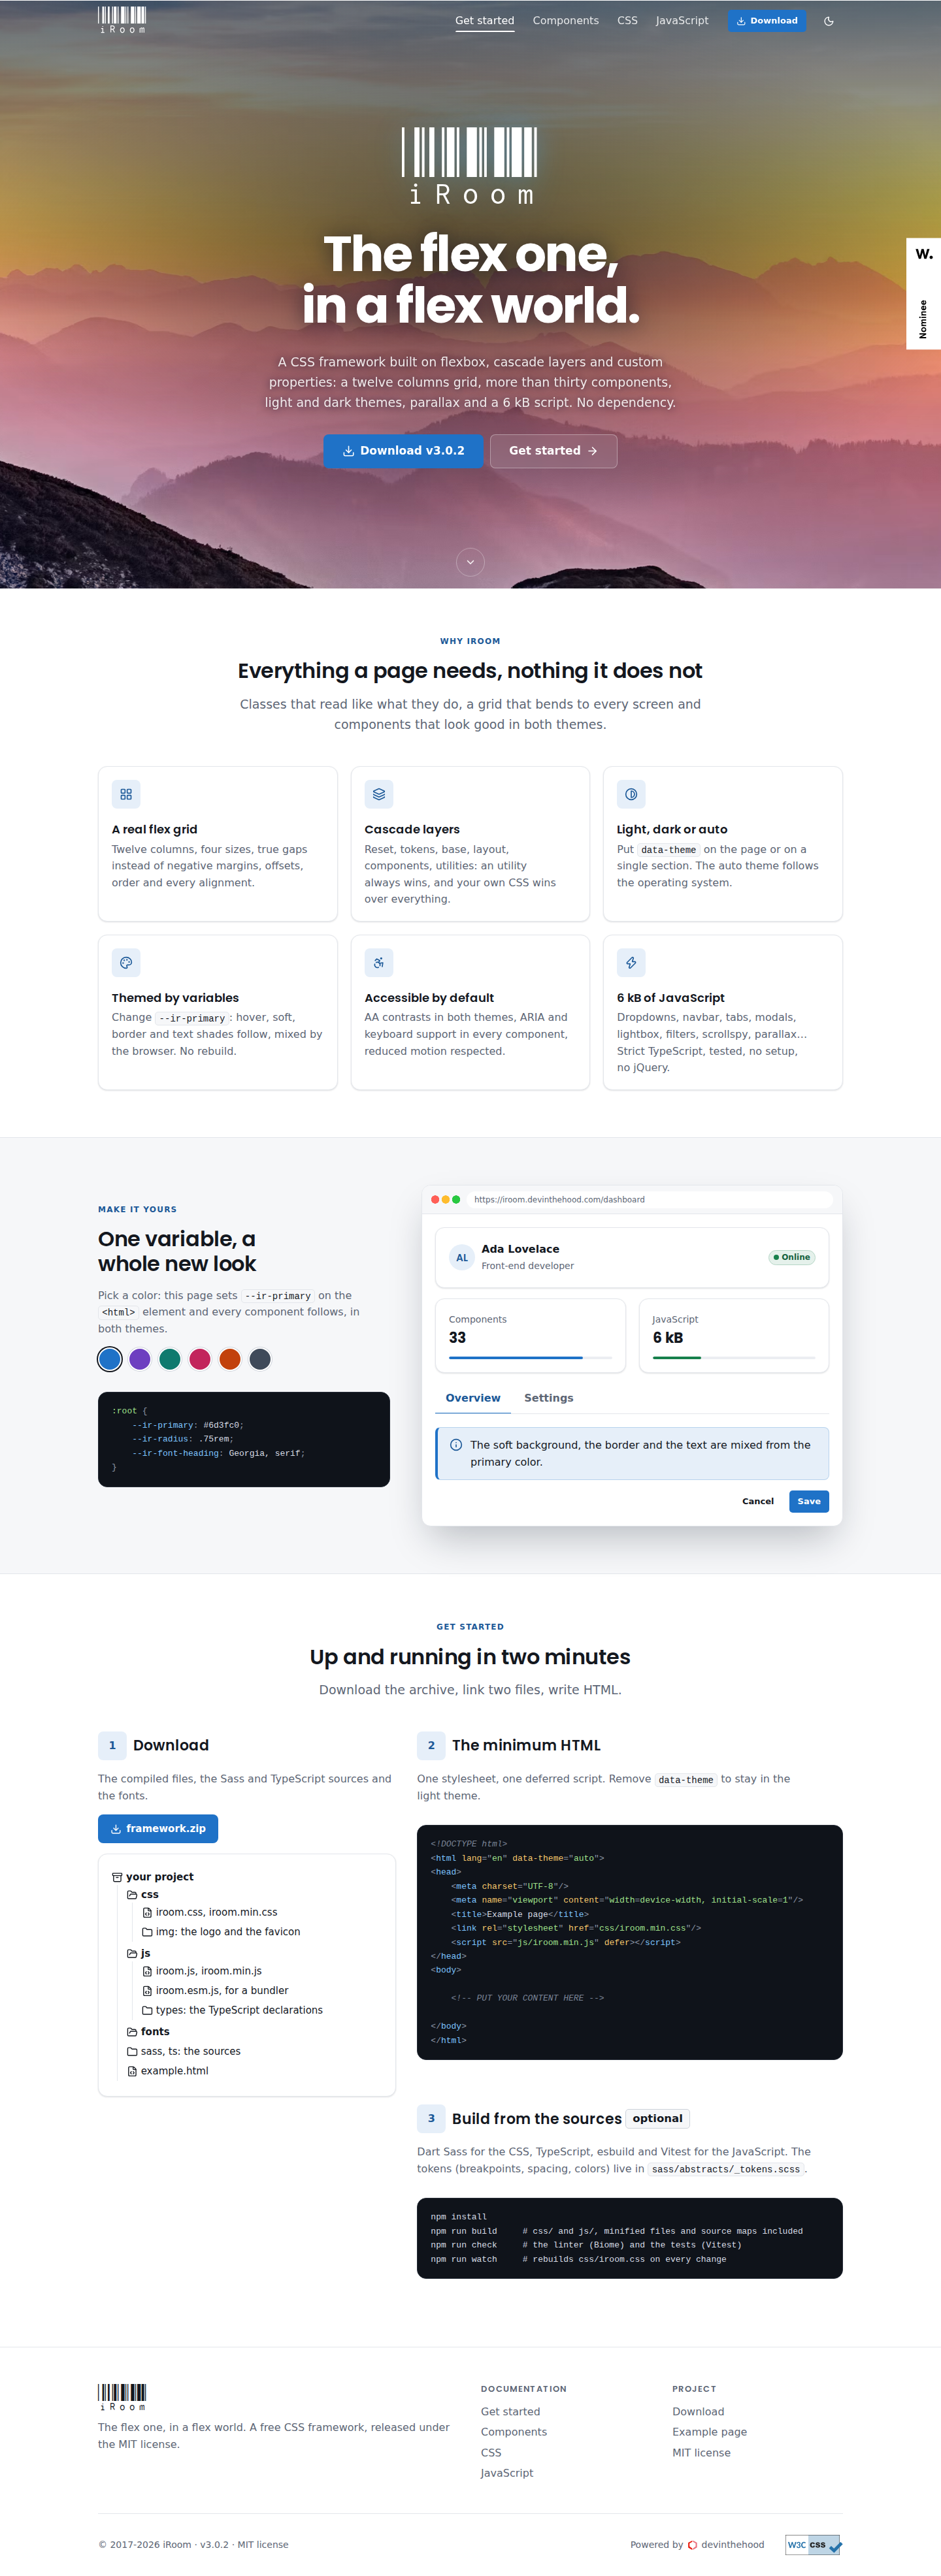 iRoom
Get started
Components
CSS
JavaScript
Download
iRoom
The flex one,
in a flex world.
W.
Nominee
A CSS framework built on flexbox, cascade layers and custom
properties: a twelve columns grid, more than thirty components,
light and dark themes, parallax and a 6 kB script. No dependency.
Download v3.0.2
Get started
WHY IROOM
Everything a page needs, nothing it does not
Classes that read like what they do, a grid that bends to every screen and
components that look good in both themes.
A real flex grid
Twelve columns, four sizes, true gaps
instead of negative margins, offsets,
order and every alignment.
Cascade layers
Reset, tokens, base, layout,
components, utilities: an utility
always wins, and your own CSS wins
over everything.
Light, dark or auto
Put data-theme on the page or on a
single section. The auto theme follows
the operating system.
Themed by variables
Change --ir-primary: hover, soft,
border and text shades follow, mixed by
the browser. No rebuild.
Accessible by default
AA contrasts in both themes, ARIA and
keyboard support in every component,
reduced motion respected.
6 kB of JavaScript
Dropdowns, navbar, tabs, modals,
lightbox, filters, scrollspy, parallax...
Strict TypeScript, tested, no setup,
no jQuery.
MAKE IT YOURS
One variable, a
whole new look
Pick a color: this page sets --ir-primary on the
<html> element and every component follows, in
both themes.
:root {
    --ir-primary: #6d3fc0;
    --ir-radius: .75rem;
    --ir-font-heading: Georgia, serif;
}
https://iroom.devinthehood.com/dashboard
AL
Ada Lovelace
Front-end developer
Online
Components
33
JavaScript
6 kB
Overview
Settings
The soft background, the border and the text are mixed from the
primary color.
Cancel
Save
GET STARTED
Up and running in two minutes
Download the archive, link two files, write HTML.
1
Download
The compiled files, the Sass and TypeScript sources and
the fonts.
framework.zip
your project
css
iroom.css, iroom.min.css
img: the logo and the favicon
js
iroom.js, iroom.min.js
iroom.esm.js, for a bundler
types: the TypeScript declarations
fonts
sass, ts: the sources
example.html
2
The minimum HTML
One stylesheet, one deferred script. Remove data-theme to stay in the
light theme.
<!DOCTYPE html>
<html lang="en" data-theme="auto">
<head>
    <meta charset="UTF-8"/>
    <meta name="viewport" content="width=device-width, initial-scale=1"/>
    <title>Example page</title>
    <link rel="stylesheet" href="css/iroom.min.css"/>
    <script src="js/iroom.min.js" defer></script>
</head>
<body>
    <!-- PUT YOUR CONTENT HERE -->
</body>
</html>
3
Build from the sources optional
Dart Sass for the CSS, TypeScript, esbuild and Vitest for the JavaScript. The
tokens (breakpoints, spacing, colors) live in sass/abstracts/_tokens.scss.
npm install
npm run build     # css/ and js/, minified files and source maps included
npm run check     # the linter (Biome) and the tests (Vitest)
npm run watch     # rebuilds css/iroom.css on every change
iRoom
The flex one, in a flex world. A free CSS framework, released under
the MIT license.
DOCUMENTATION
Get started
Components
CSS
JavaScript
PROJECT
Download
Example page
MIT license
© 2017-2026 iRoom · v3.0.2 · MIT license
Powered by devinthehood
W3C css